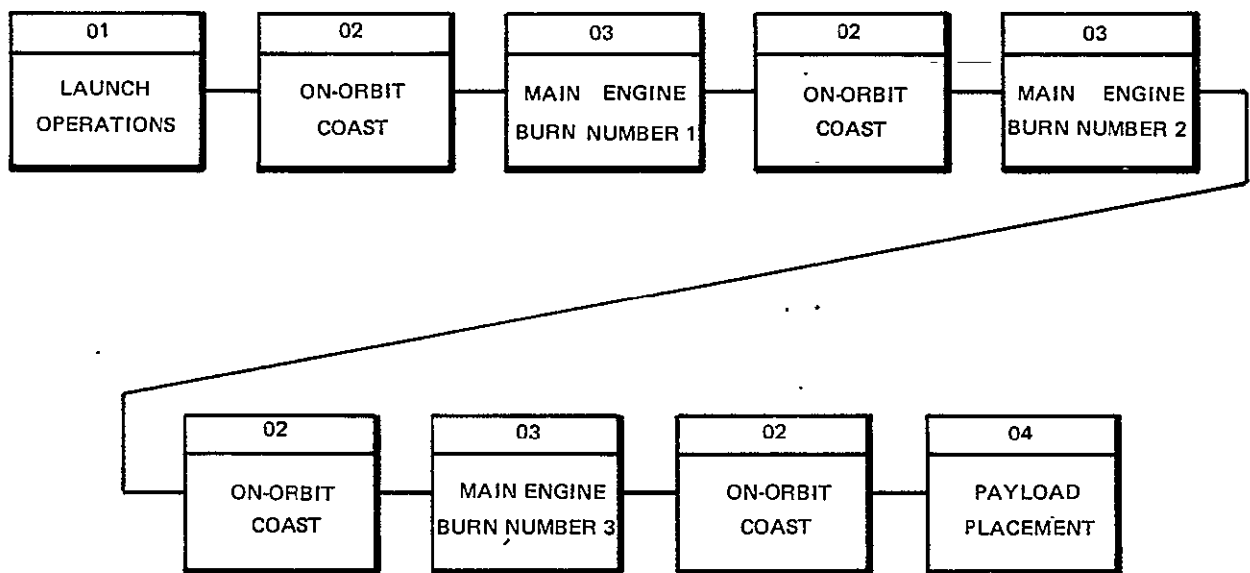 01
LAUNCH
OPERATIONS
02
ON-ORBIT
COAST
03
MAIN ENGINE
BURN NUMBER 1
02
ON-ORBIT
COAST
03
MAIN ENGINE
BURN NUMBER 2
02
ON-ORBIT
COAST
03
MAIN ENGINE
BURN NUMBER 3
02
ON-ORBIT
COAST
04
PAYLOAD
PLACEMENT